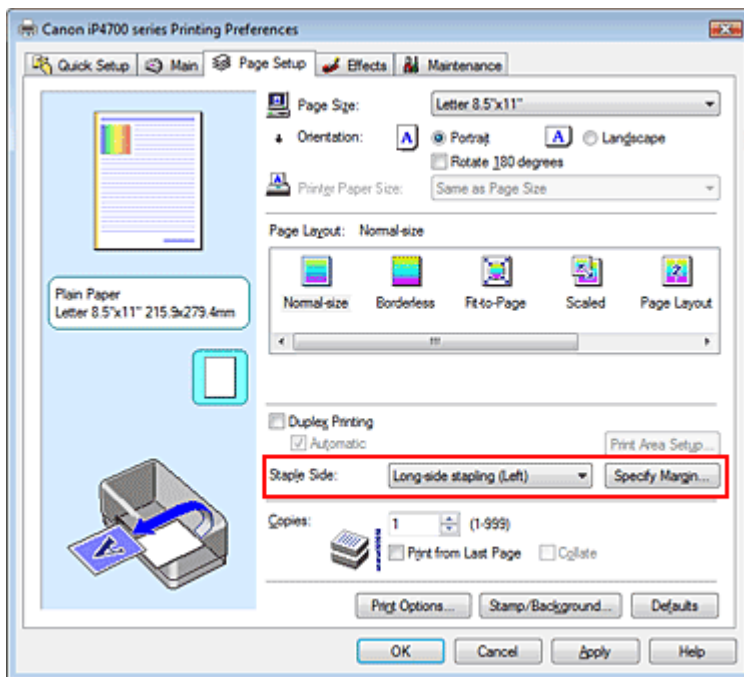 Canon iP4700 series Printing Preferences
Quick Setup Main Page Setup Effects Maintenance
Page Size: Letter 8.5"x11"
Orientation: A Portrait A Landscape
Rotate 180 degrees
Printer Paper Size: Same as Page Size
Page Layout: Normal-size
Normal-size Borderless Fit-to-Page Scaled Page Layout
Plain Paper
Letter 8.5"x11" 215.9x279.4mm
Duplex Printing
Automatic Print Area Setup...
Staple Side: Long-side stapling (Left) Specify Margin...
Copies: 1 (1-999)
Print from Last Page Collate
Print Options... Stamp/Background... Defaults
OK Cancel Apply Help